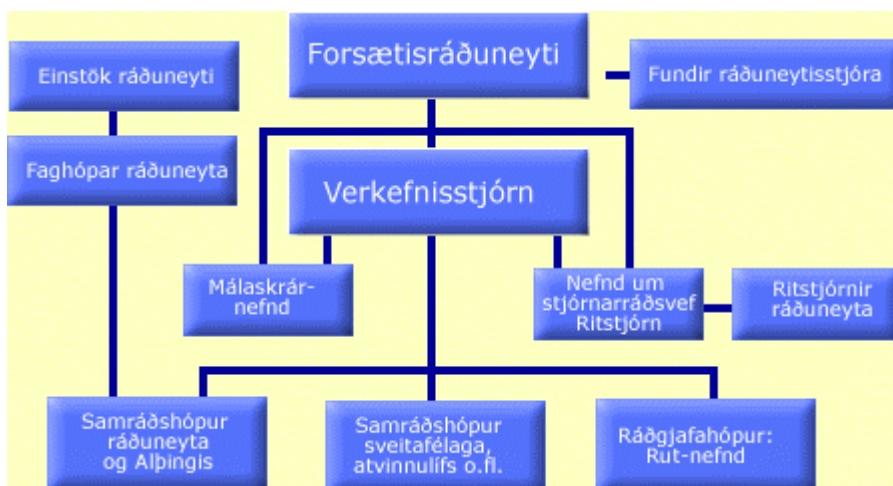 Forsætisráðuneyti
Einstök ráðuneyti
Fundir ráðuneytisstjóra
Faghópar ráðuneyta
Verkefnisstjórn
Málaskrár-
nefnd
Nefnd um
stjórnarráðsvef
Ritstjórn
Ritstjórnir
ráðuneyta
Samráðshópur
ráðuneyta
og Alþingis
Samráðshópur
sveitafélaga,
atvinnulífs o.fl.
Ráðgjafahópur:
Rut-nefnd